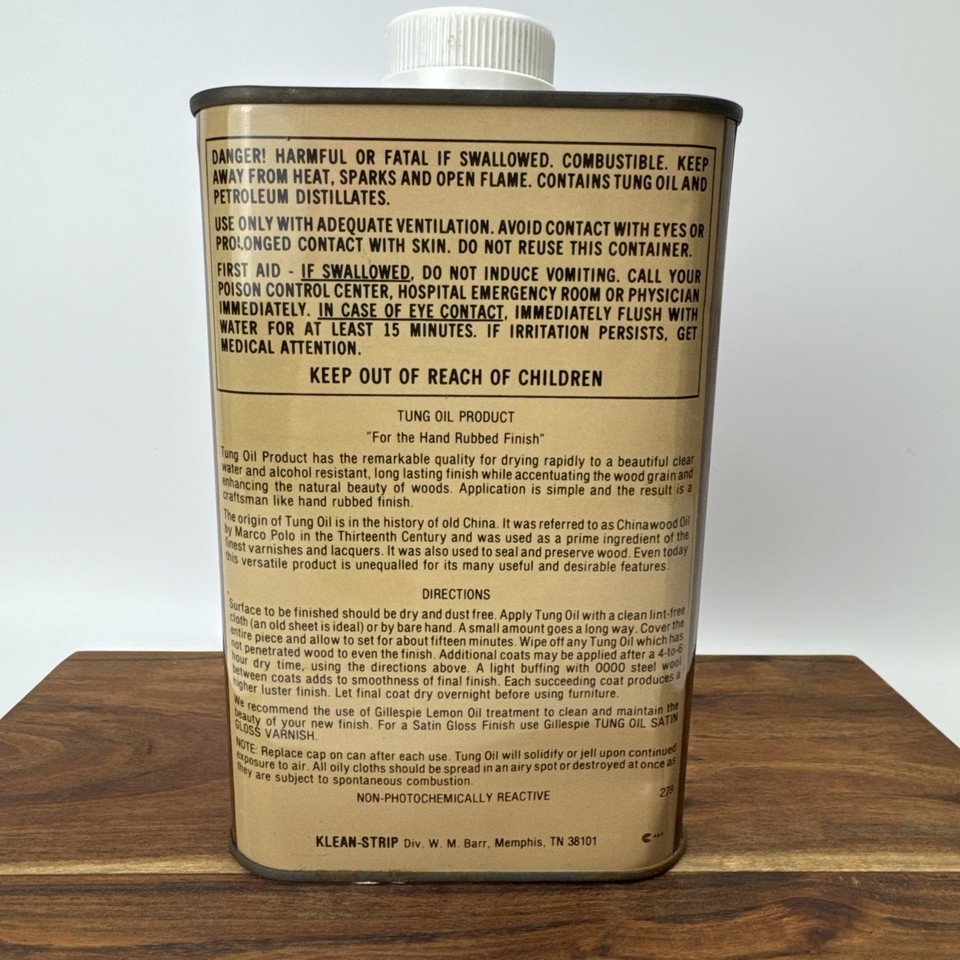 DANGER! HARMFUL OR FATAL IF SWALLOWED. COMBUSTIBLE. KEEP
AWAY FROM HEAT, SPARKS AND OPEN FLAME. CONTAINS TUNG OIL AND
PETROLEUM DISTILLATES.
USE ONLY WITH ADEQUATE VENTILATION. AVOID CONTACT WITH EYES OR
PROLONGED CONTACT WITH SKIN. DO NOT REUSE THIS CONTAINER.
FIRST AID - IF SWALLOWED, DO NOT INDUCE VOMITING. CALL YOUR
POISON CONTROL CENTER, HOSPITAL EMERGENCY ROOM OR PHYSICIAN
IMMEDIATELY. IN CASE OF EYE CONTACT, IMMEDIATELY FLUSH WITH
WATER FOR AT LEAST 15 MINUTES. IF IRRITATION PERSISTS, GET
MEDICAL ATTENTION.
KEEP OUT OF REACH OF CHILDREN
TUNG OIL PRODUCT
"For the Hand Rubbed Finish"
Tung Oil Product has the remarkable quality for drying rapidly to a beautiful clear
water and alcohol resistant, long lasting finish while accentuating the wood grain and
enhancing the natural beauty of woods. Application is simple and the result is a
craftsman like hand rubbed finish.
The origin of Tung Oil is in the history of old China. It was referred to as Chinawood Oil
by Marco Polo in the Thirteenth Century and was used as a prime ingredient of the
finest varnishes and lacquers. It was also used to seal and preserve wood. Even today
this versatile product is unequalled for its many useful and desirable features.
DIRECTIONS
Surface to be finished should be dry and dust free. Apply Tung Oil with a clean lint-free
cloth (an old sheet is ideal) or by bare hand. A small amount goes a long way. Cover the
entire piece and allow to set for about fifteen minutes. Wipe off any Tung Oil which has
not penetrated wood to even the finish. Additional coats may be applied after a 4-to-6
hour dry time, using the directions above. A light buffing with 0000 steel wool
between coats adds to smoothness of final finish. Each succeeding coat produces a
higher luster finish. Let final coat dry overnight before using furniture.
We recommend the use of Gillespie Lemon Oil treatment to clean and maintain the
beauty of your new finish. For a Satin Gloss Finish use Gillespie TUNG OIL SATIN
GLOSS VARNISH.
NOTE: Replace cap on can after each use. Tung Oil will solidify or jell upon continued
exposure to air. All oily cloths should be spread in an airy spot or destroyed at once as
they are subject to spontaneous combustion.
NON-PHOTOCHEMICALLY REACTIVE
279
KLEAN-STRIP Div. W. M. Barr, Memphis, TN 38101